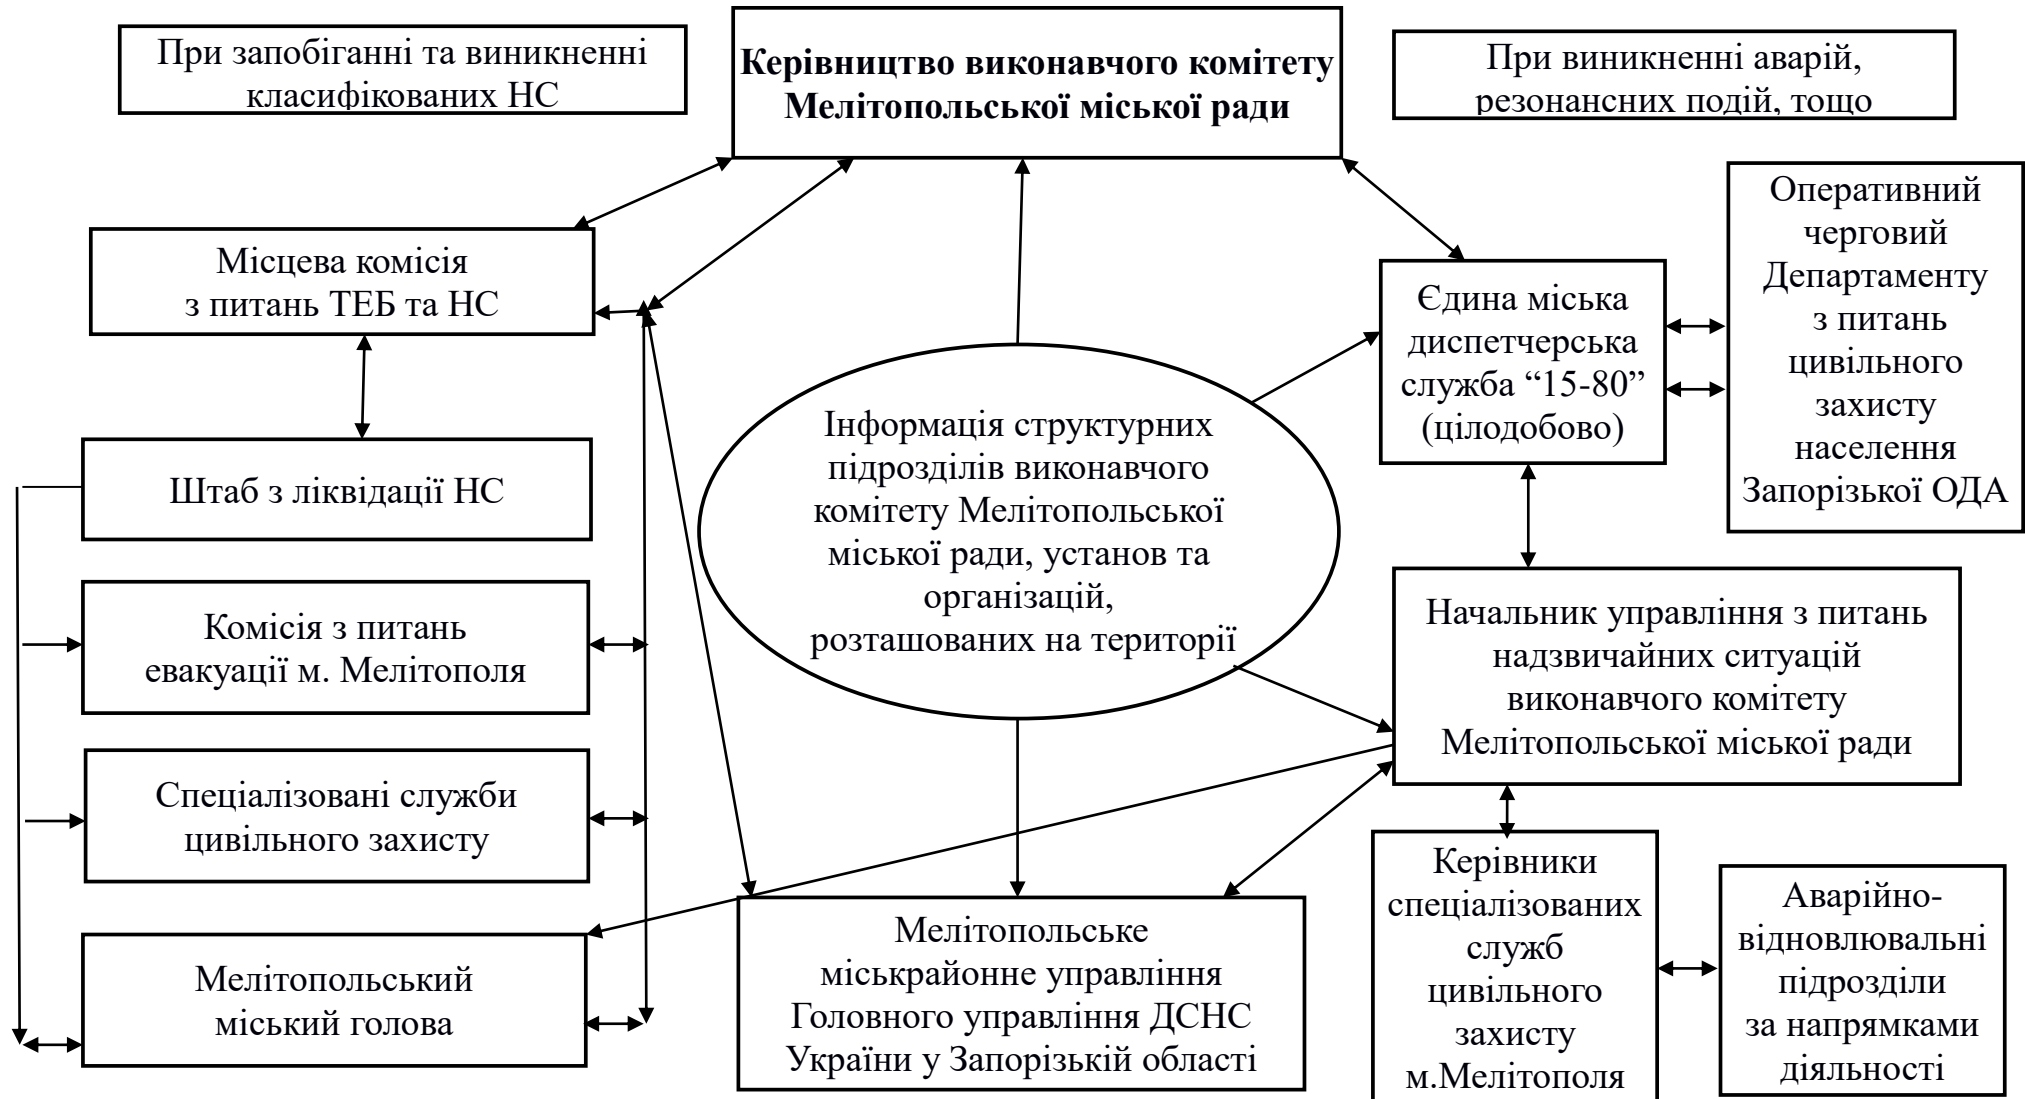 При запобіганні та виникненні
класифікованих НС
Керівництво виконавчого комітету
Мелітопольської міської ради
При виникненні аварій,
резонансних подій, тощо
Місцева комісія
з питань ТЕБ та НС
Штаб з ліквідації НС
Комісія з питань
евакуації м. Мелітополя
Спеціалізовані служби
цивільного захисту
Мелітопольський
міський голова
Інформація структурних
підрозділів виконавчого
комітету Мелітопольської
міської ради, установ та
організацій,
розташованих на території
Мелітопольське
міськрайонне управління
Головного управління ДСНС
України у Запорізькій області
Єдина міська
диспетчерська
служба “15-80”
(цілодобово)
Оперативний
черговий
Департаменту
з питань
цивільного
захисту
населення
Запорізької ОДА
Начальник управління з питань
надзвичайних ситуацій
виконавчого комітету
Мелітопольської міської ради
Керівники
спеціалізованих
служб
цивільного
захисту
м.Мелітополя
Аварійно-
відновлювальні
підрозділи
за напрямками
діяльності